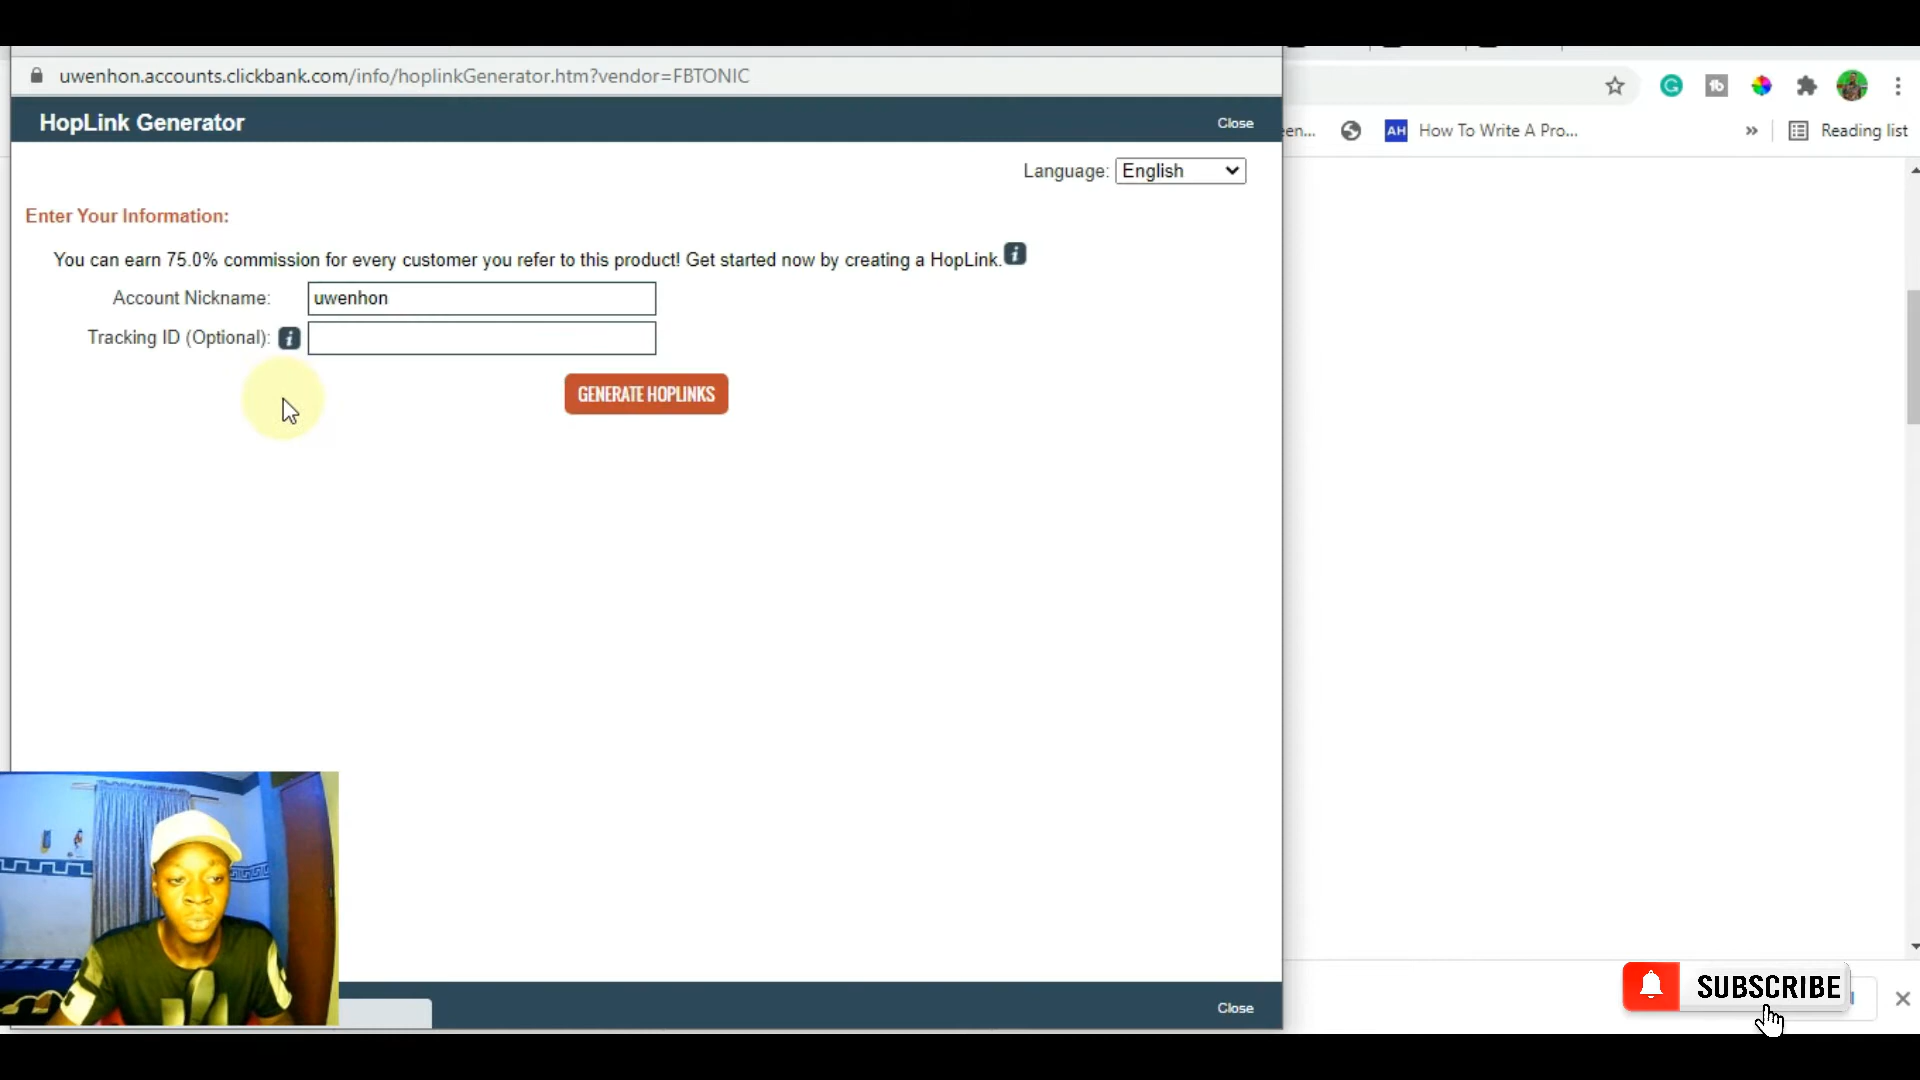 uwenhon.accounts.clickbank.com/info/hoplinkGenerator.htm?vendor=FBTONIC
een...
AH How To Write A Pro...
»
Reading list
HopLink Generator
Close
Language: English
Enter Your Information:
You can earn 75.0% commission for every customer you refer to this product! Get started now by creating a HopLink.
Account Nickname: uwenhon
Tracking ID (Optional):
GENERATE HOPLINKS
Close
SUBSCRIBE